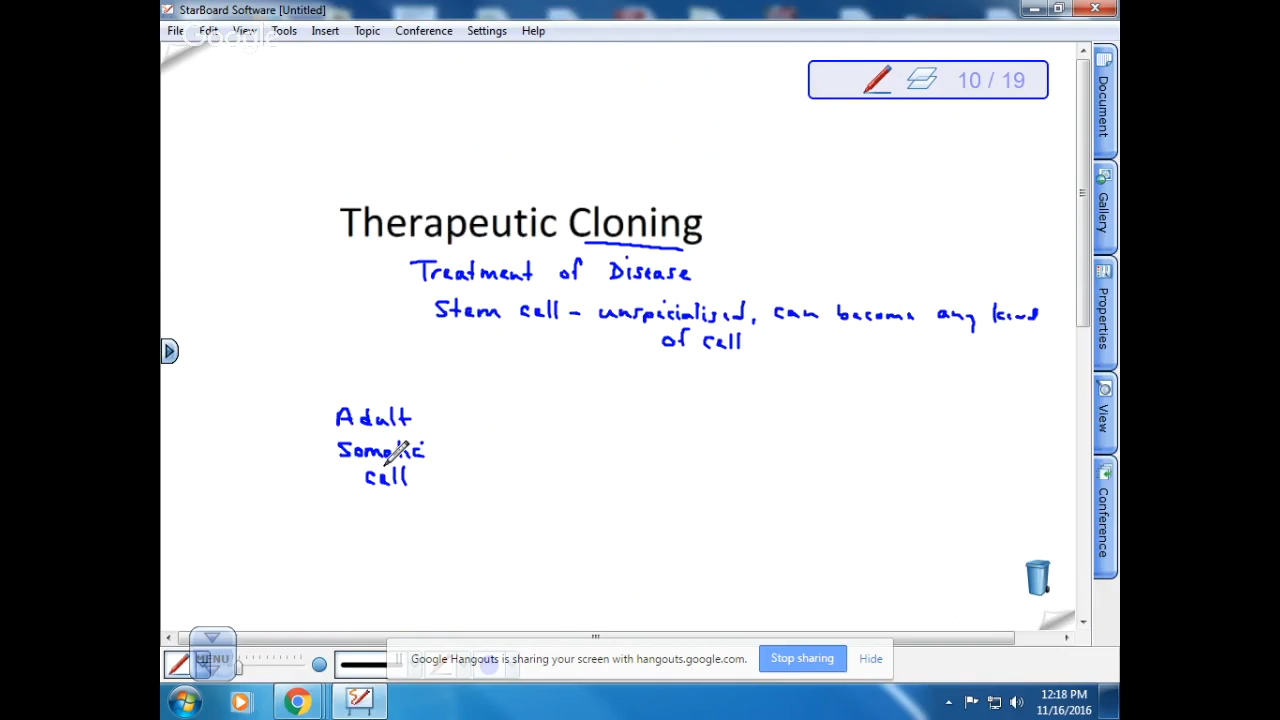 StarBoard Software [Untitled]
File Edit View Tools Insert Topic Conference Settings Help
Google
10 / 19
Therapeutic Cloning
Treatment of Disease
Stem cell - unspecialised, can become any kind
of cell
Adult
Somatic
cell
Document
Gallery
Properties
View
Conference
MENU
Google Hangouts is sharing your screen with hangouts.google.com. Stop sharing Hide
12:18 PM
11/16/2016